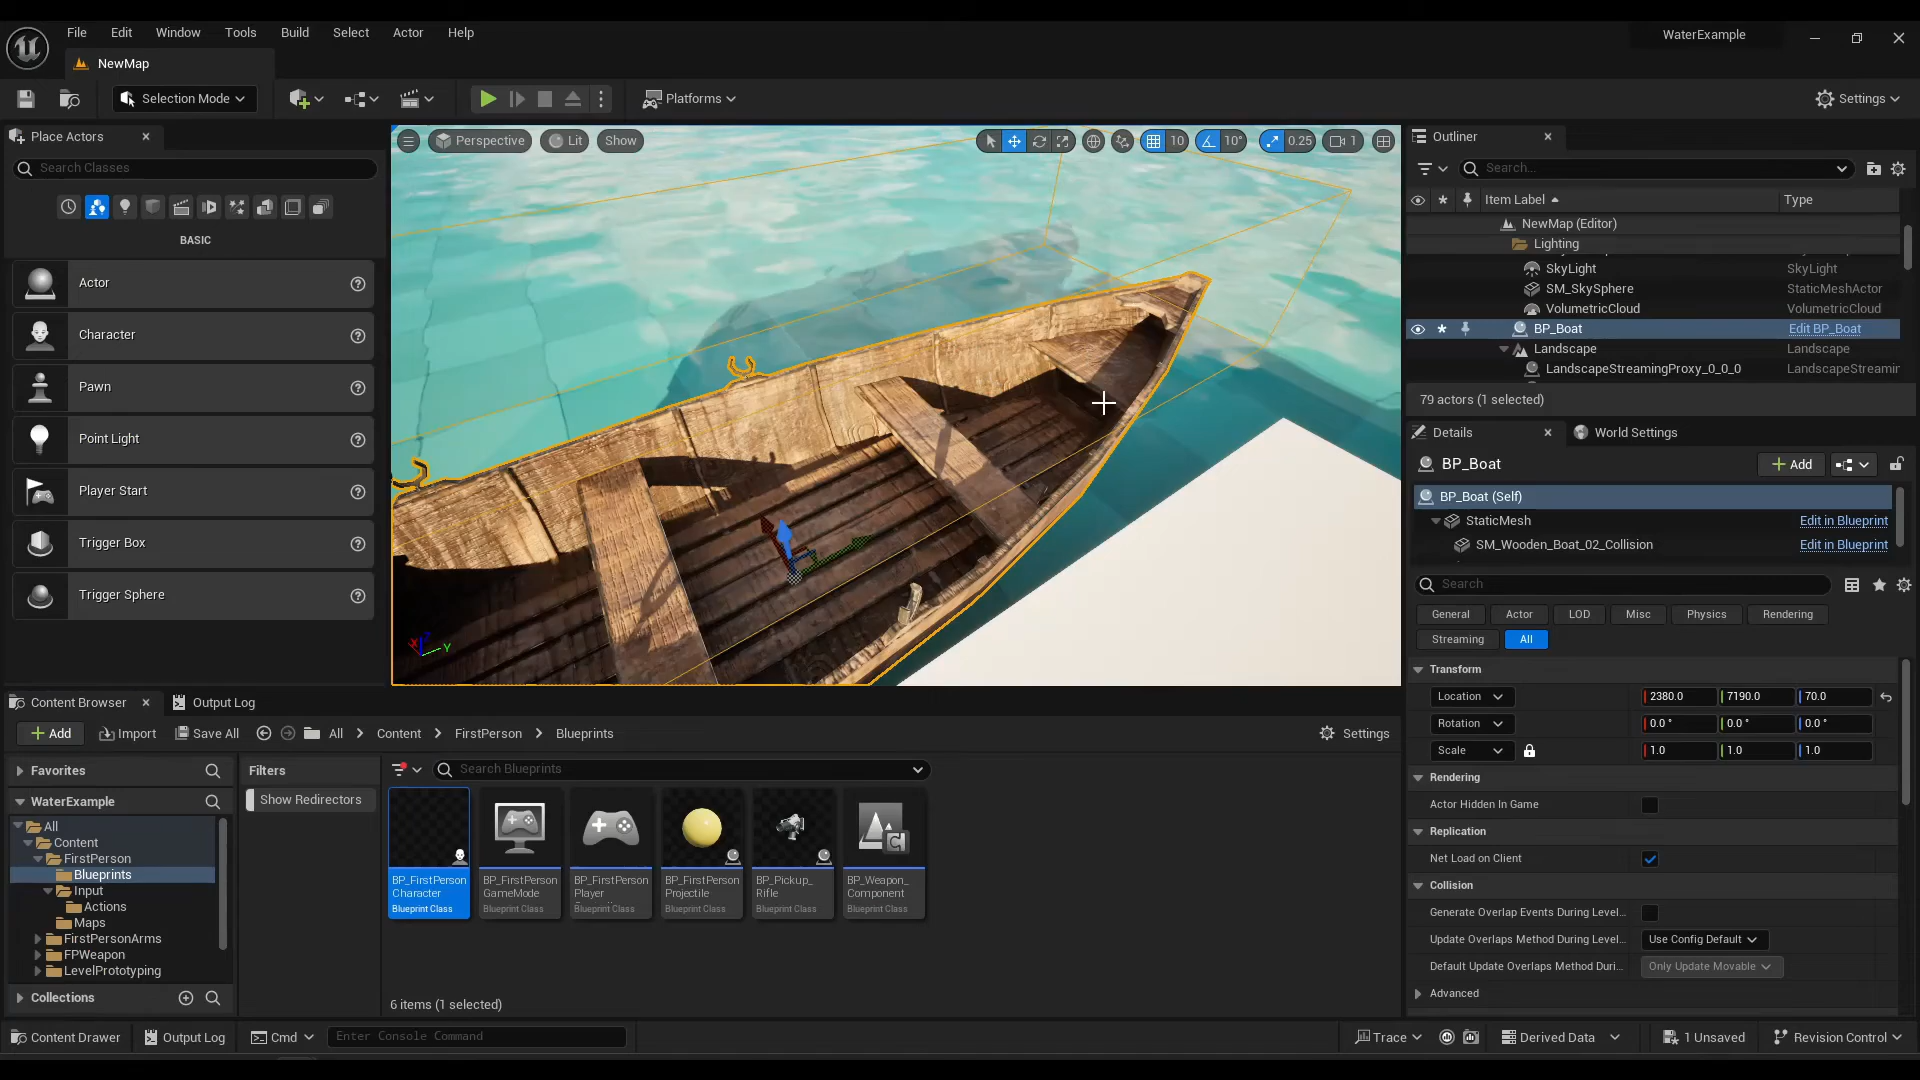 File Edit Window Tools Build Select Actor Help
WaterExample
NewMap
Selection Mode
Platforms
Settings
Place Actors
Search Classes
BASIC
Actor
Character
Pawn
Point Light
Player Start
Trigger Box
Trigger Sphere
Perspective Lit Show
10 10° 0.25 1
X Z Y
Outliner
Search...
Item Label Type
NewMap (Editor)
Lighting
SkyLight SkyLight
SM_SkySphere StaticMeshActor
VolumetricCloud VolumetricCloud
BP_Boat Edit BP_Boat
Landscape Landscape
LandscapeStreamingProxy_0_0_0 LandscapeStreamir
79 actors (1 selected)
Details World Settings
BP_Boat
Add
BP_Boat (Self)
StaticMesh Edit in Blueprint
SM_Wooden_Boat_02_Collision Edit in Blueprint
Search
General Actor LOD Misc Physics Rendering
Streaming All
Transform
Location 2380.0 7190.0 70.0
Rotation 0.0 ° 0.0 ° 0.0 °
Scale 1.0 1.0 1.0
Rendering
Actor Hidden In Game
Replication
Net Load on Client
Collision
Generate Overlap Events During Level...
Update Overlaps Method During Level... Use Config Default
Default Update Overlaps Method Duri... Only Update Movable
Advanced
Content Browser Output Log
Add Import Save All All Content FirstPerson Blueprints Settings
Favorites
WaterExample
All
Content
FirstPerson
Blueprints
Input
Actions
Maps
FirstPersonArms
FPWeapon
LevelPrototyping
Collections
Filters
Show Redirectors
Search Blueprints
BP_FirstPerson
Character
Blueprint Class
BP_FirstPerson
GameMode
Blueprint Class
BP_FirstPerson
Player
Blueprint Class
BP_FirstPerson
Projectile
Blueprint Class
BP_Pickup_
Rifle
Blueprint Class
BP_Weapon_
Component
Blueprint Class
6 items (1 selected)
Content Drawer Output Log Cmd Enter Console Command Trace Derived Data 1 Unsaved Revision Control